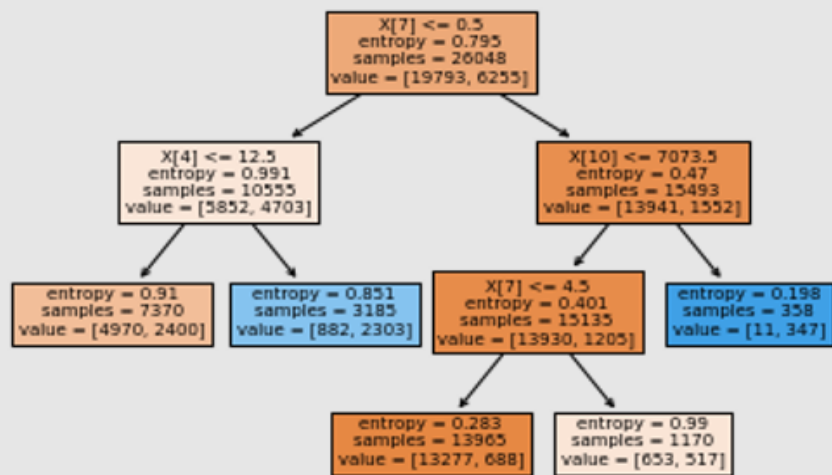 X[7] <= 0.5
entropy = 0.795
samples = 26048
value = [19793, 6255]
X[4] <= 12.5
entropy = 0.991
samples = 10555
value = [5852, 4703]
X[10] <= 7073.5
entropy = 0.47
samples = 15493
value = [13941, 1552]
entropy = 0.91
samples = 7370
value = [4970, 2400]
entropy = 0.851
samples = 3185
value = [882, 2303]
X[7] <= 4.5
entropy = 0.401
samples = 15135
value = [13930, 1205]
entropy = 0.198
samples = 358
value = [11, 347]
entropy = 0.283
samples = 13965
value = [13277, 688]
entropy = 0.99
samples = 1170
value = [653, 517]